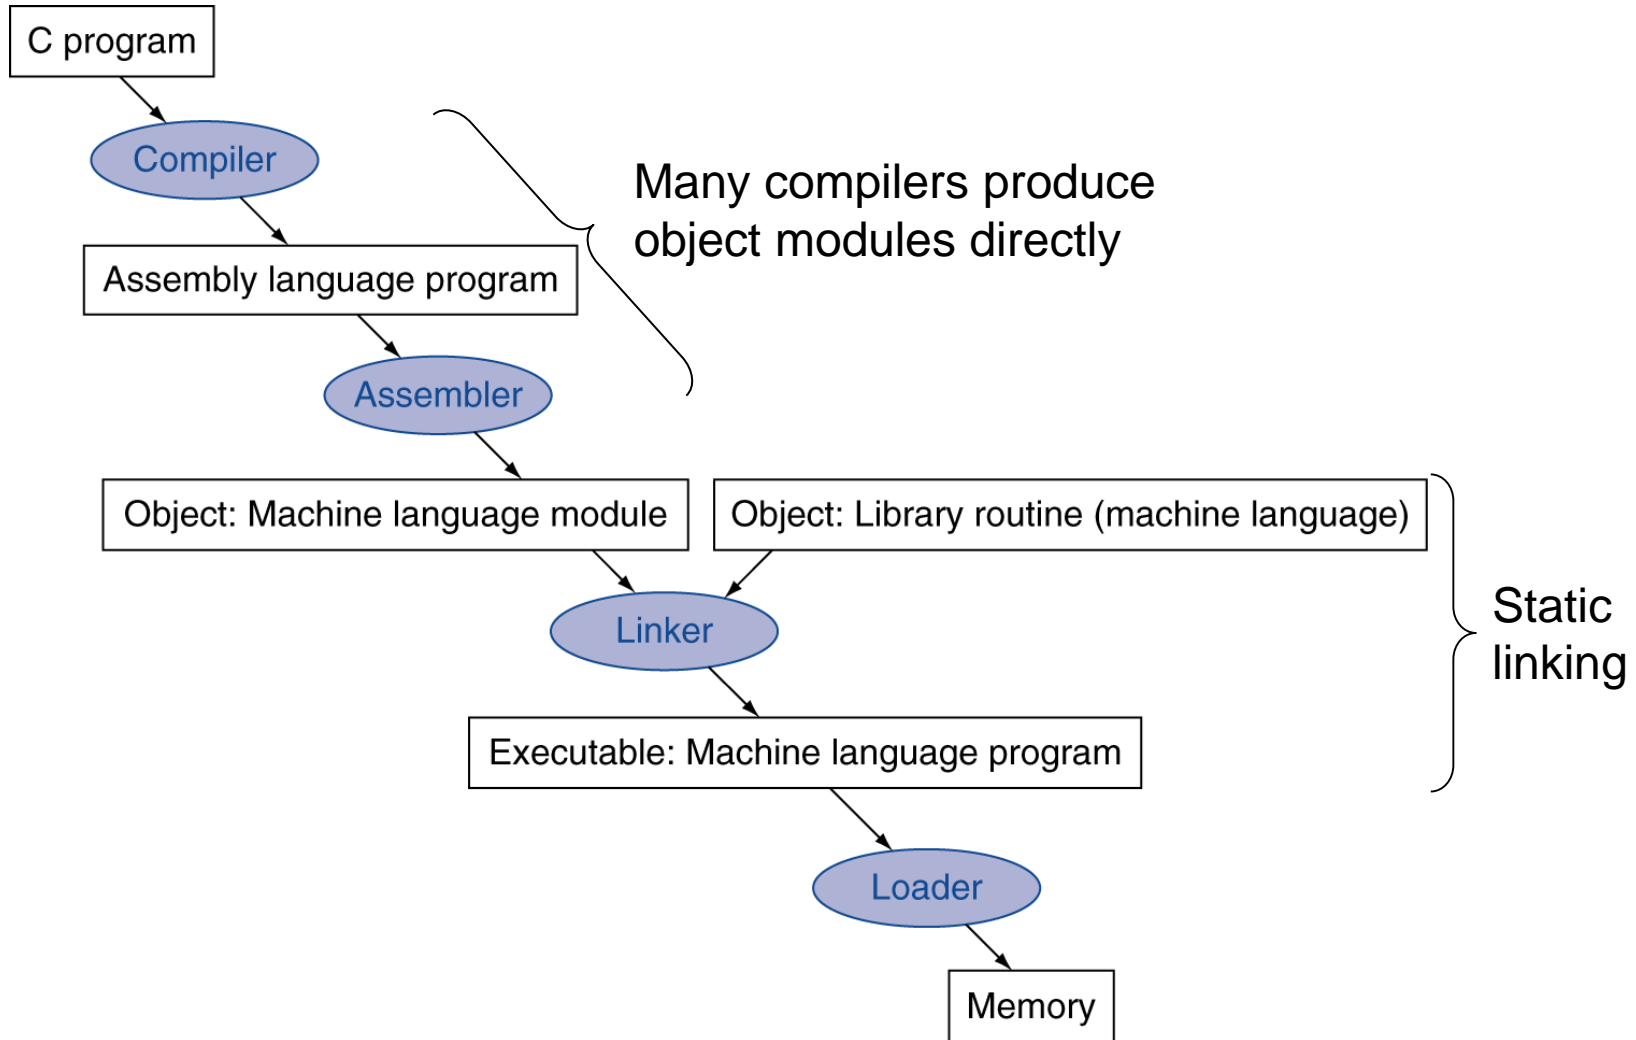 C program
Compiler
Many compilers produce
object modules directly
Assembly language program
Assembler
Object: Machine language module
Object: Library routine (machine language)
Linker
Static
linking
Executable: Machine language program
Loader
Memory